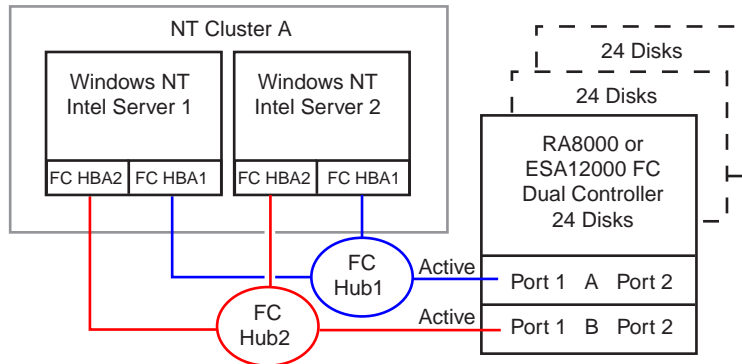 NT Cluster A
Windows NT
Intel Server 1
Windows NT
Intel Server 2
FC HBA2
FC HBA1
FC HBA2
FC HBA1
24 Disks
24 Disks
RA8000 or
ESA12000 FC
Dual Controller
24 Disks
FC
Hub1
Active
Port 1 A Port 2
FC
Hub2
Active
Port 1 B Port 2